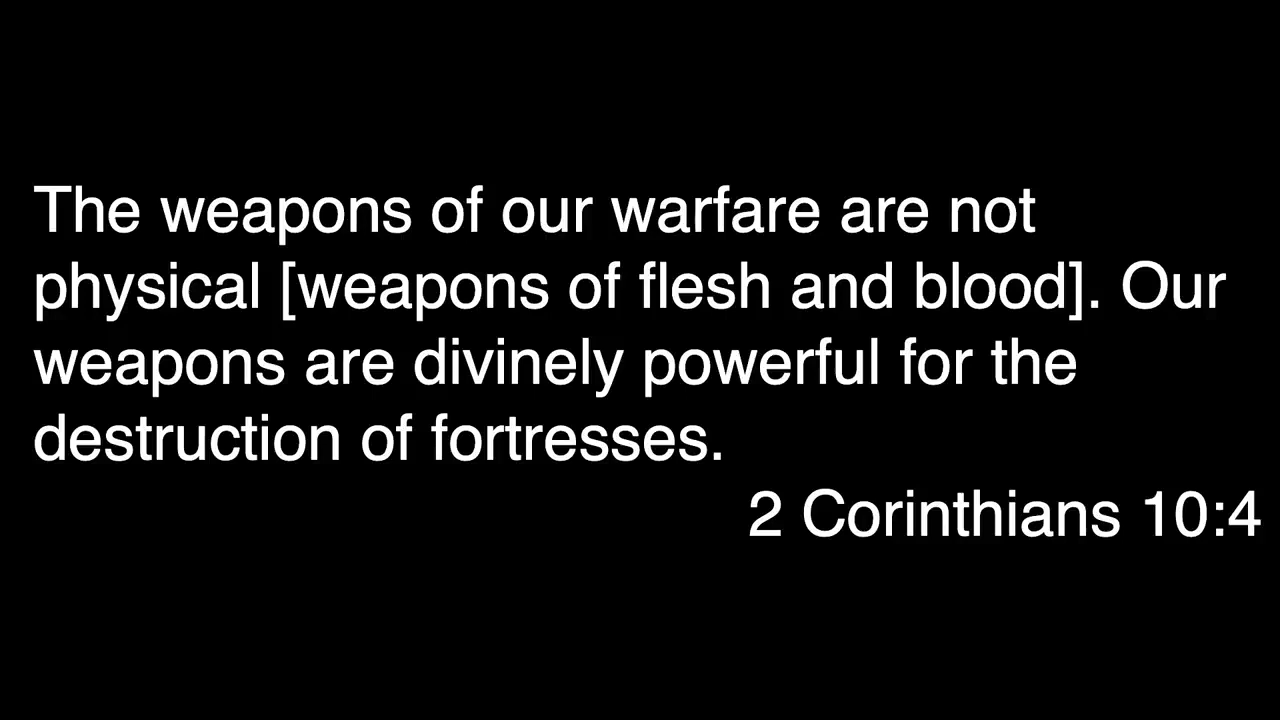 The weapons of our warfare are not
physical [weapons of flesh and blood]. Our
weapons are divinely powerful for the
destruction of fortresses.
2 Corinthians 10:4